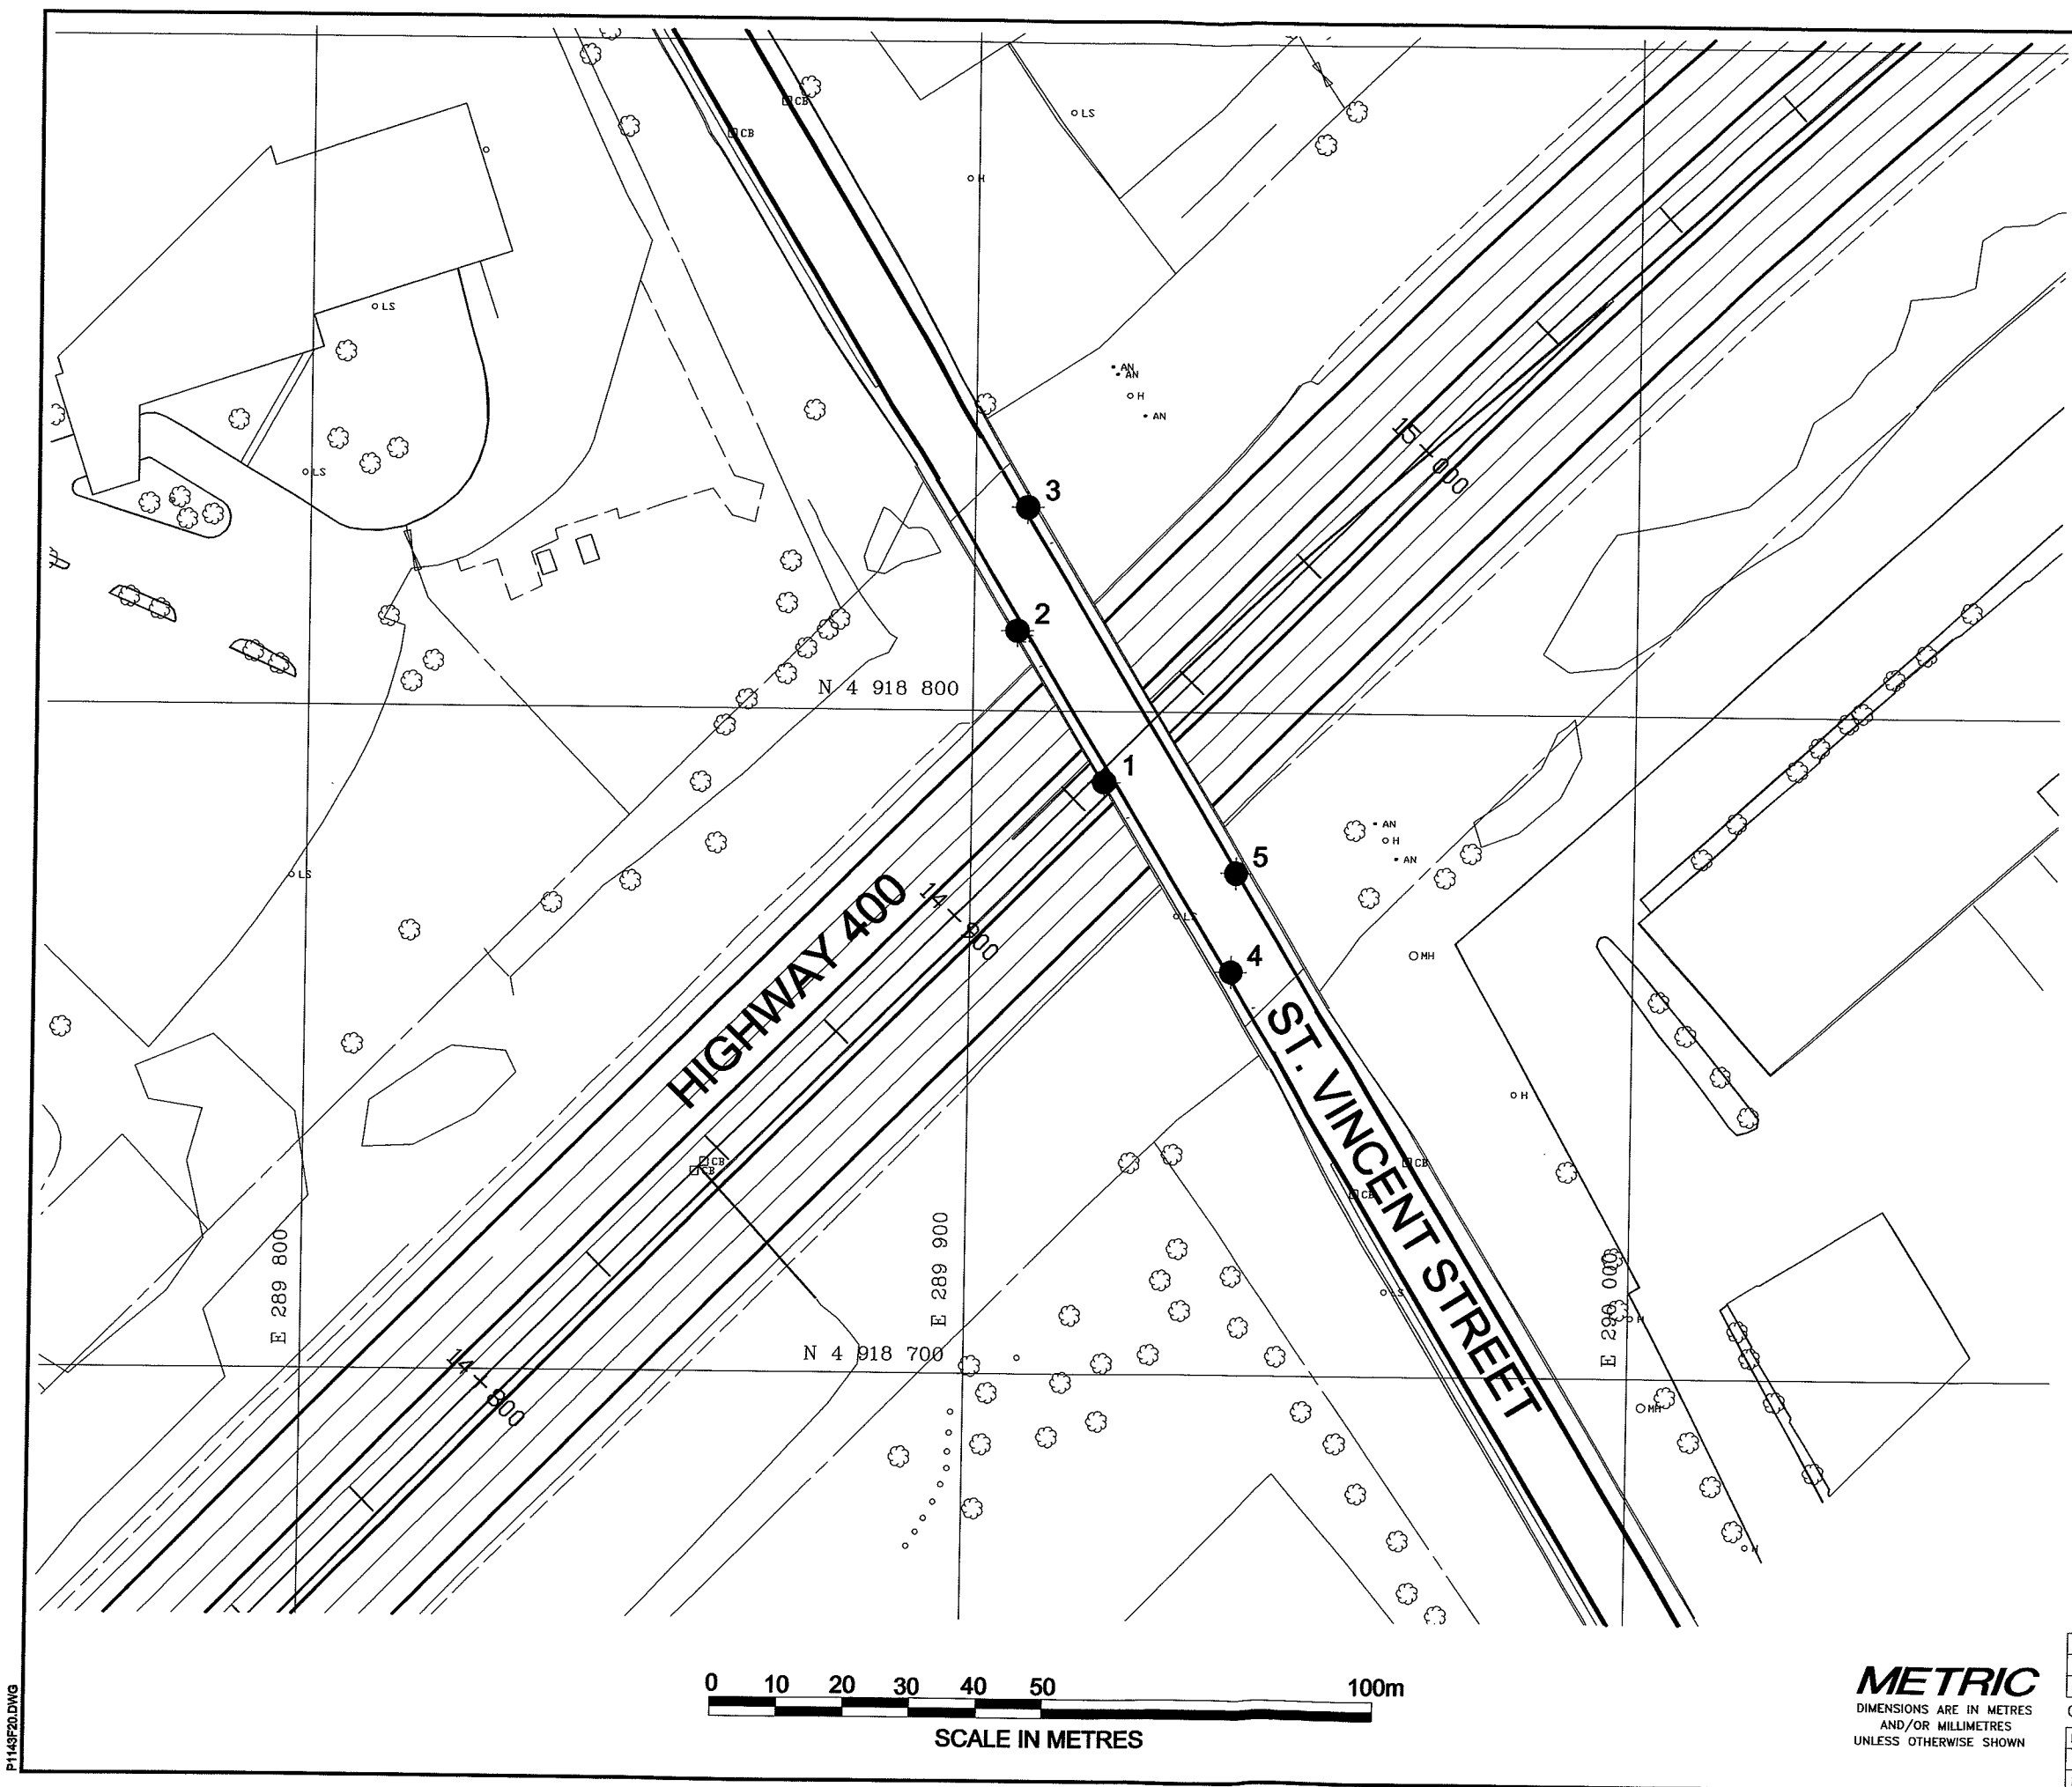 CB
CB
LS
H
LS
AN
AN
H
AN
15+000
LS
3
2
N 4 918 800
1
AN
H
AN
5
LS
HIGHWAY 400
14+900
LS
4
MH
ST. VINCENT STREET
H
CB
CB
CB
CB
E 289 800
E 289 900
E 290 000
LS
H
N 4 918 700
14+800
MH
H
0 10 20 30 40 50 100m
SCALE IN METRES
METRIC
DIMENSIONS ARE IN METRES
AND/OR MILLIMETRES
UNLESS OTHERWISE SHOWN
P1143F20.DWG